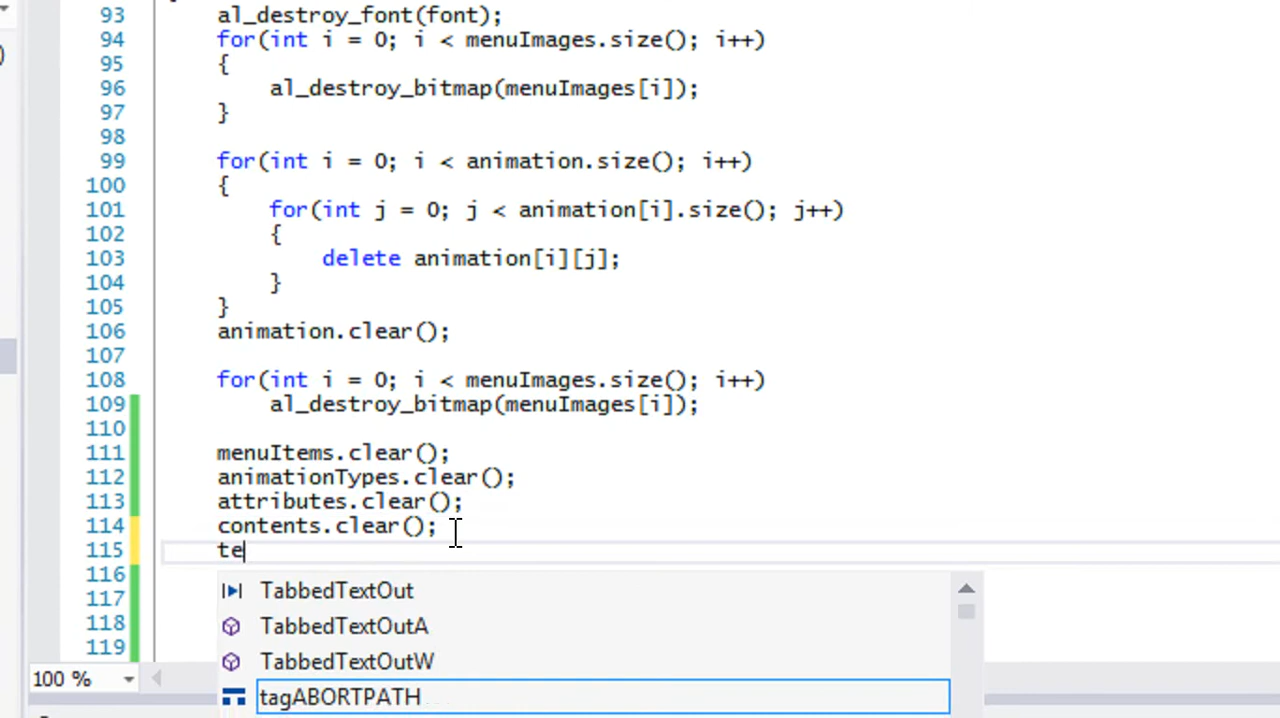 93 al_destroy_font(font);
94 for(int i = 0; i < menuImages.size(); i++)
95 {
96 al_destroy_bitmap(menuImages[i]);
97 }
98
99 for(int i = 0; i < animation.size(); i++)
100 {
101 for(int j = 0; j < animation[i].size(); j++)
102 {
103 delete animation[i][j];
104 }
105 }
106 animation.clear();
107
108 for(int i = 0; i < menuImages.size(); i++)
109 al_destroy_bitmap(menuImages[i]);
110
111 menuItems.clear();
112 animationTypes.clear();
113 attributes.clear();
114 contents.clear();
115 te
116 TabbedTextOut
117 TabbedTextOutA
118 TabbedTextOutW
119
100 % tagABORTPATH